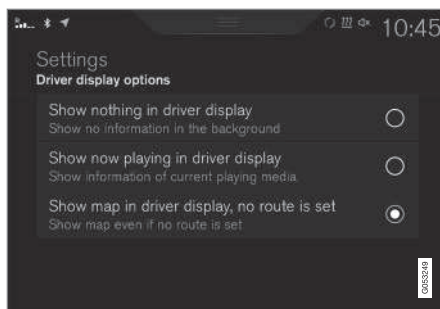 10:45
Settings
Driver display options
Show nothing in driver display
Show no information in the background
Show now playing in driver display
Show information of current playing media.
Show map in driver display, no route is set
Show map even if no route is set
G053249